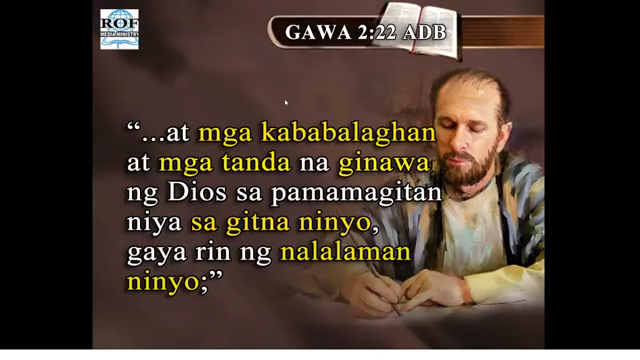 ROF
MEDIA MINISTRY
GAWA 2:22 ADB
“...at mga kababalaghan
at mga tanda na ginawa
ng Dios sa pamamagitan
niya sa gitna ninyo,
gaya rin ng nalalaman
ninyo;”